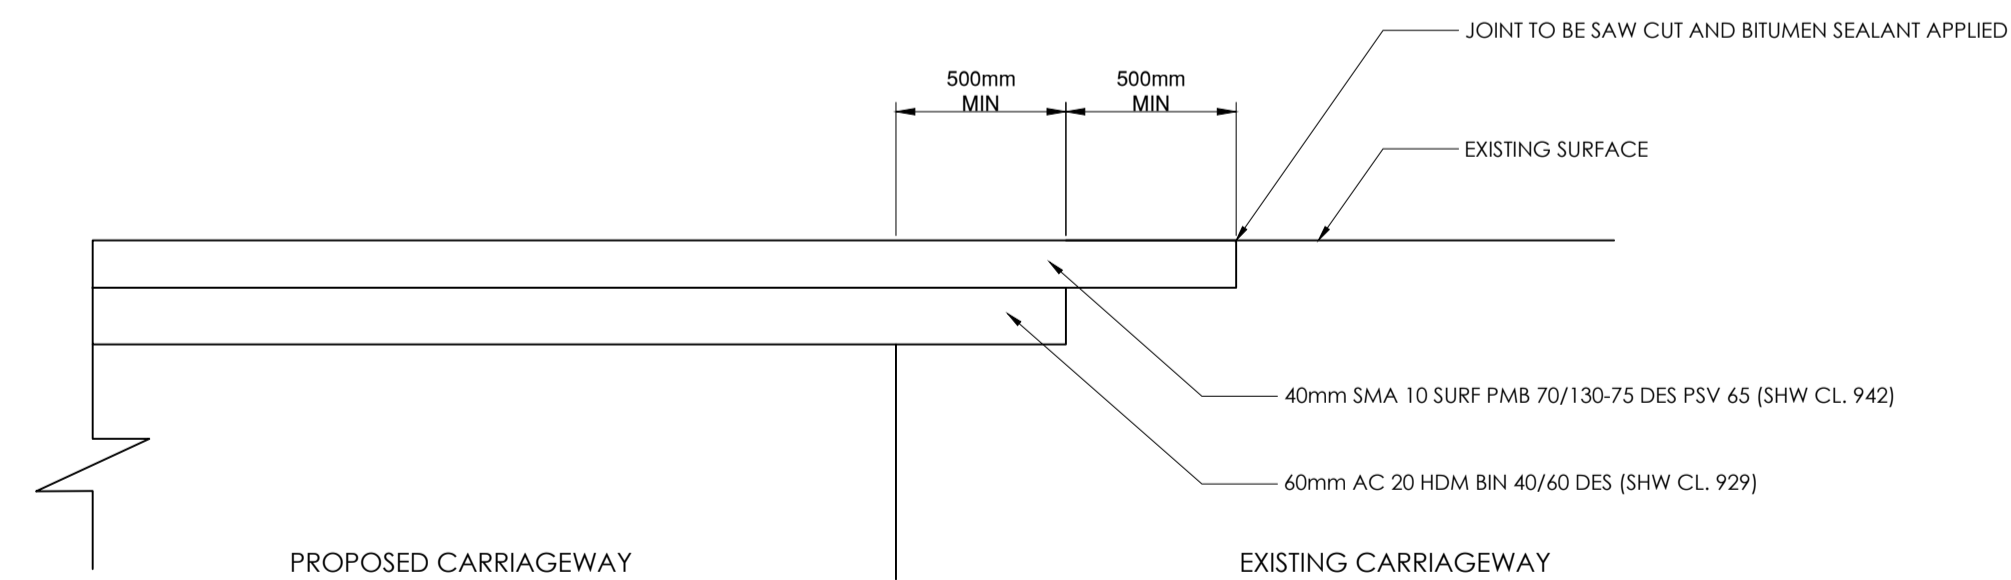 JOINT TO BE SAW CUT AND BITUMEN SEALANT APPLIED
500mm
MIN
500mm
MIN
EXISTING SURFACE
40mm SMA 10 SURF PMB 70/130-75 DES PSV 65 (SHW CL. 942)
60mm AC 20 HDM BIN 40/60 DES (SHW CL. 929)
PROPOSED CARRIAGEWAY
EXISTING CARRIAGEWAY